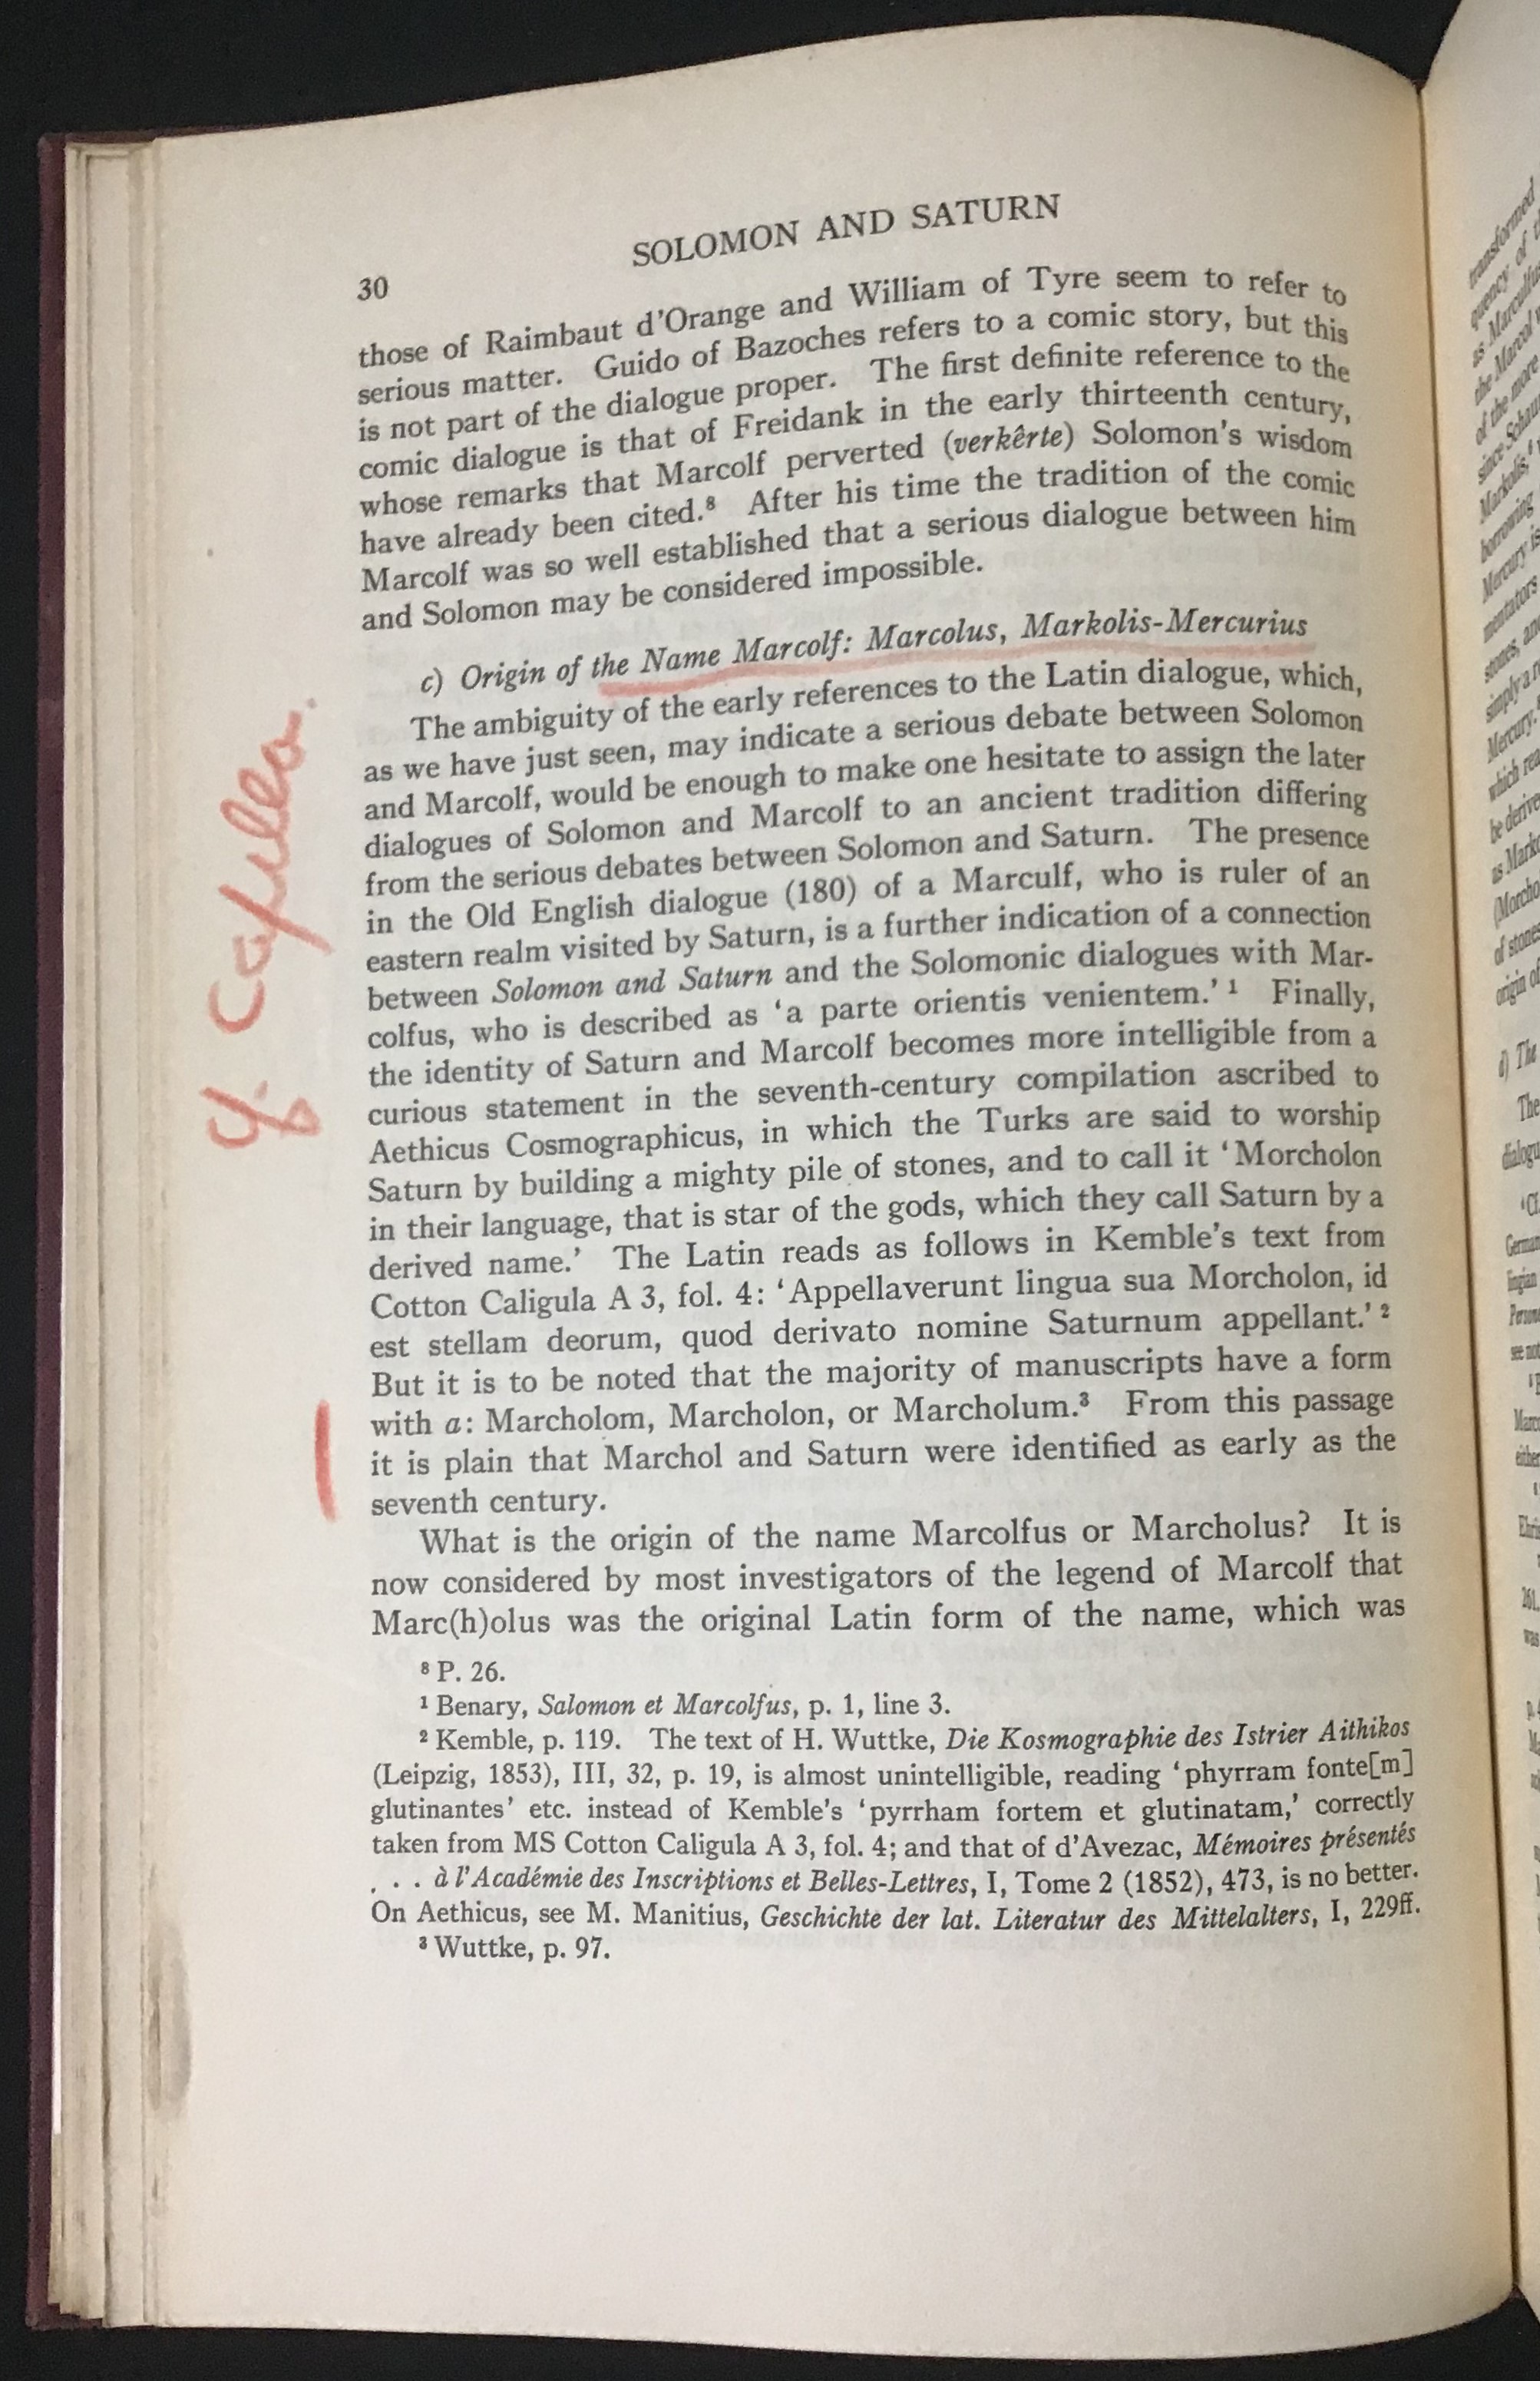 SOLOMON AND SATURN
30
those of Raimbaut d'Orange and William of Tyre seem to refer to
serious matter. Guido of Bazoches refers to a comic story, but this
is not part of the dialogue proper. The first definite reference to the
comic dialogue is that of Freidank in the early thirteenth century,
whose remarks that Marcolf perverted (verkêrte) Solomon's wisdom
have already been cited.⁸ After his time the tradition of the comic
Marcolf was so well established that a serious dialogue between him
and Solomon may be considered impossible.
c) Origin of the Name Marcolf: Marcolus, Markolis-Mercurius
The ambiguity of the early references to the Latin dialogue, which,
as we have just seen, may indicate a serious debate between Solomon
and Marcolf, would be enough to make one hesitate to assign the later
dialogues of Solomon and Marcolf to an ancient tradition differing
from the serious debates between Solomon and Saturn. The presence
in the Old English dialogue (180) of a Marculf, who is ruler of an
eastern realm visited by Saturn, is a further indication of a connection
between Solomon and Saturn and the Solomonic dialogues with Mar-
colfus, who is described as 'a parte orientis venientem.'¹ Finally,
the identity of Saturn and Marcolf becomes more intelligible from a
curious statement in the seventh-century compilation ascribed to
Aethicus Cosmographicus, in which the Turks are said to worship
Saturn by building a mighty pile of stones, and to call it 'Morcholon
in their language, that is star of the gods, which they call Saturn by a
derived name.' The Latin reads as follows in Kemble's text from
Cotton Caligula A 3, fol. 4: 'Appellaverunt lingua sua Morcholon, id
est stellam deorum, quod derivato nomine Saturnum appellant.'²
But it is to be noted that the majority of manuscripts have a form
with a: Marcholom, Marcholon, or Marcholum.³ From this passage
it is plain that Marchol and Saturn were identified as early as the
seventh century.
What is the origin of the name Marcolfus or Marcholus? It is
now considered by most investigators of the legend of Marcolf that
Marc(h)olus was the original Latin form of the name, which was
⁸ P. 26.
¹ Benary, Salomon et Marcolfus, p. 1, line 3.
² Kemble, p. 119. The text of H. Wuttke, Die Kosmographie des Istrier Aithikos
(Leipzig, 1853), III, 32, p. 19, is almost unintelligible, reading 'phyrram fonte[m]
glutinantes' etc. instead of Kemble's 'pyrrham fortem et glutinatam,' correctly
taken from MS Cotton Caligula A 3, fol. 4; and that of d'Avezac, Mémoires présentés
. . . à l'Académie des Inscriptions et Belles-Lettres, I, Tome 2 (1852), 473, is no better.
On Aethicus, see M. Manitius, Geschichte der lat. Literatur des Mittelalters, I, 229ff.
³ Wuttke, p. 97.